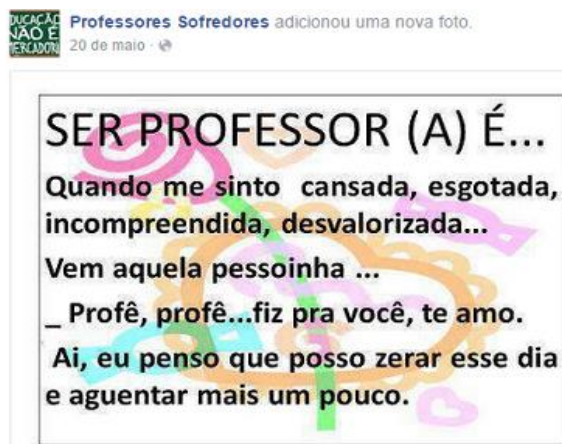 DUCAÇÃO
NÃO É
MERCADORI
Professores Sofredores adicionou uma nova foto.
20 de maio ·
SER PROFESSOR (A) É...
Quando me sinto cansada, esgotada,
incompreendida, desvalorizada...
Vem aquela pessoinha ...
_ Profê, profê...fiz pra você, te amo.
Ai, eu penso que posso zerar esse dia
e aguentar mais um pouco.